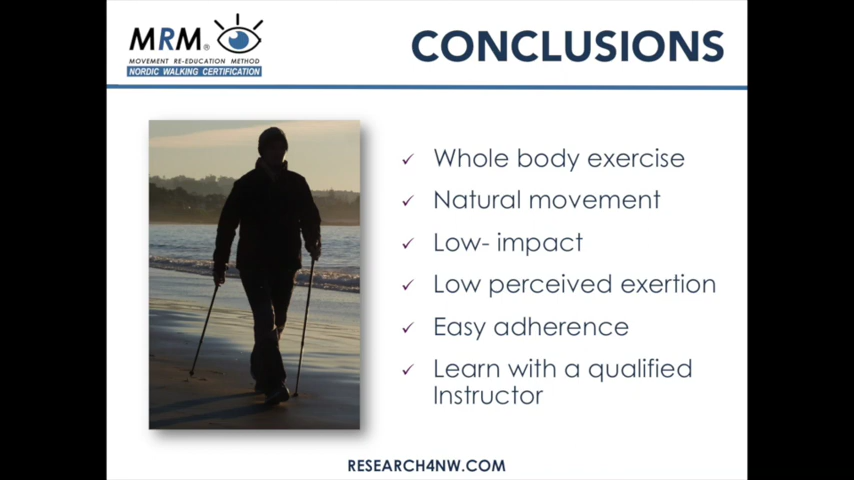 MRM®
MOVEMENT RE-EDUCATION METHOD
NORDIC WALKING CERTIFICATION
CONCLUSIONS
✓ Whole body exercise
✓ Natural movement
✓ Low- impact
✓ Low perceived exertion
✓ Easy adherence
✓ Learn with a qualified
Instructor
RESEARCH4NW.COM